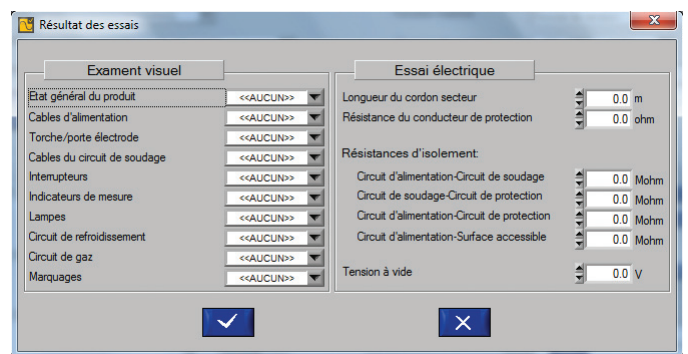 Résultat des essais
Exament visuel
Etat général du produit <<AUCUN>>
Cables d'alimentation <<AUCUN>>
Torche/porte électrode <<AUCUN>>
Cables du circuit de soudage <<AUCUN>>
Interrupteurs <<AUCUN>>
Indicateurs de mesure <<AUCUN>>
Lampes <<AUCUN>>
Circuit de refroidissement <<AUCUN>>
Circuit de gaz <<AUCUN>>
Marquages <<AUCUN>>
Essai électrique
Longueur du cordon secteur 0.0 m
Résistance du conducteur de protection 0.0 ohm
Résistances d'isolement:
Circuit d'alimentation-Circuit de soudage 0.0 Mohm
Circuit de soudage-Circuit de protection 0.0 Mohm
Circuit d'alimentation-Circuit de protection 0.0 Mohm
Circuit d'alimentation-Surface accessible 0.0 Mohm
Tension à vide 0.0 V